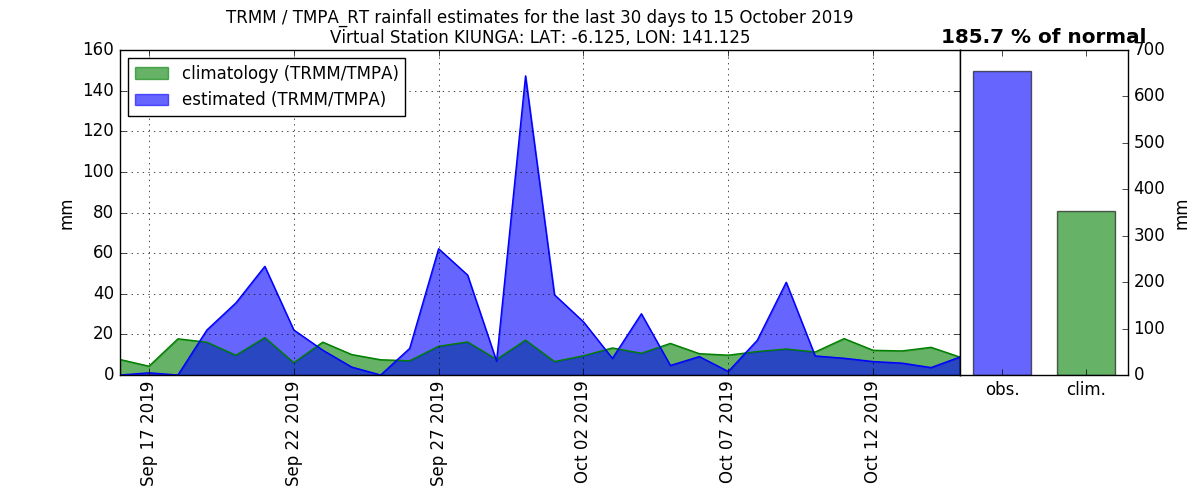 TRMM / TMPA_RT rainfall estimates for the last 30 days to 15 October 2019
Virtual Station KIUNGA: LAT: -6.125, LON: 141.125
185.7 % of normal
climatology (TRMM/TMPA)
estimated (TRMM/TMPA)
160
140
120
100
80
60
40
20
0
mm
Sep 17 2019
Sep 22 2019
Sep 27 2019
Oct 02 2019
Oct 07 2019
Oct 12 2019
700
600
500
400
300
200
100
0
mm
obs.
clim.